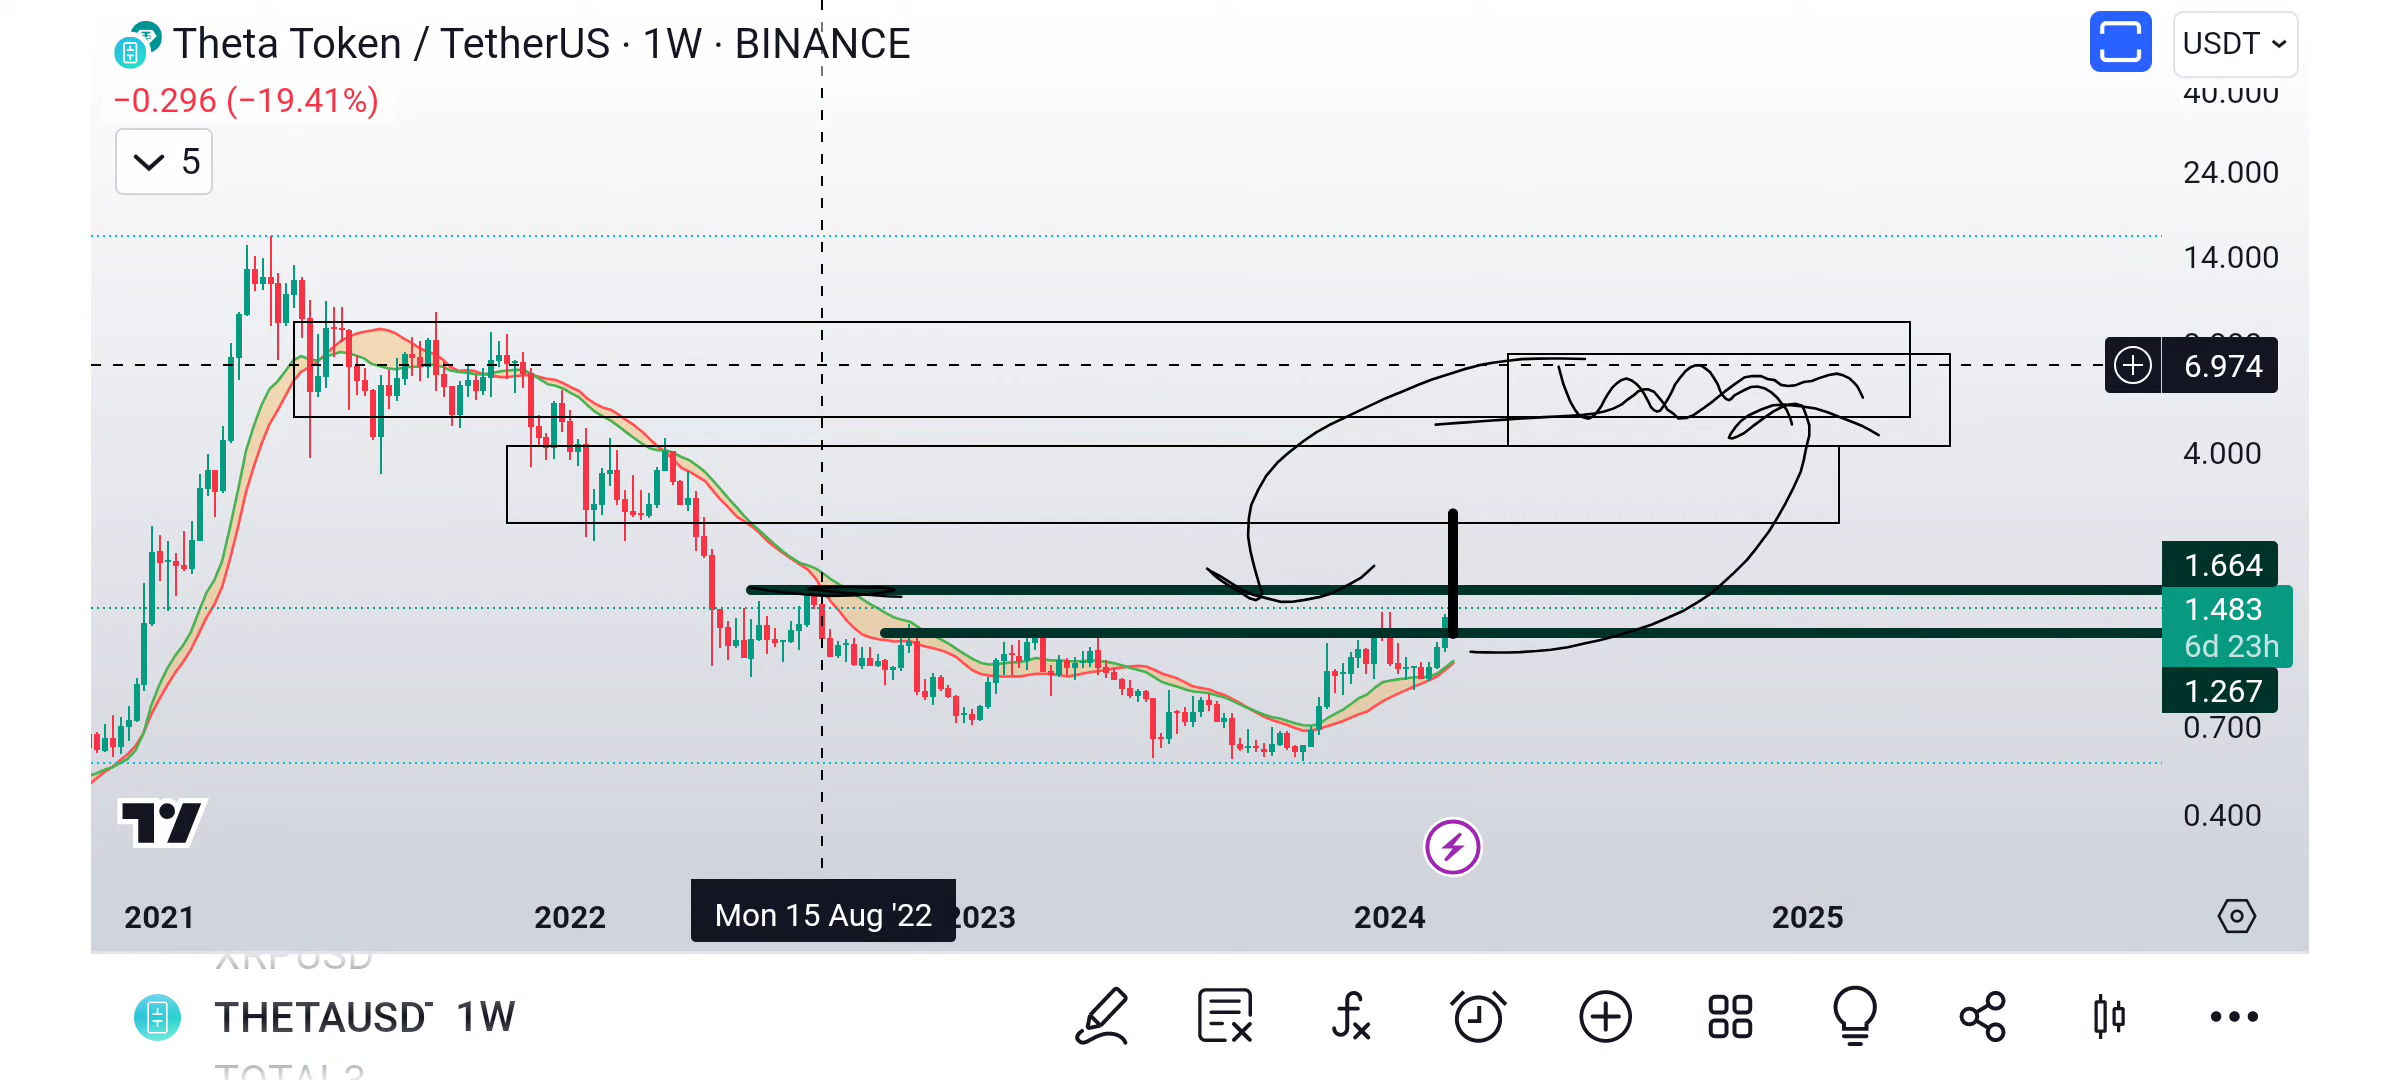 Theta Token / TetherUS · 1W · BINANCE
USDT
−0.296 (−19.41%)
40.000
5
24.000
14.000
6.974
4.000
1.664
1.483
6d 23h
1.267
0.700
0.400
2021
2022
Mon 15 Aug '22
2023
2024
2025
XRPUSD
THETAUSD
1W
TOTAL3